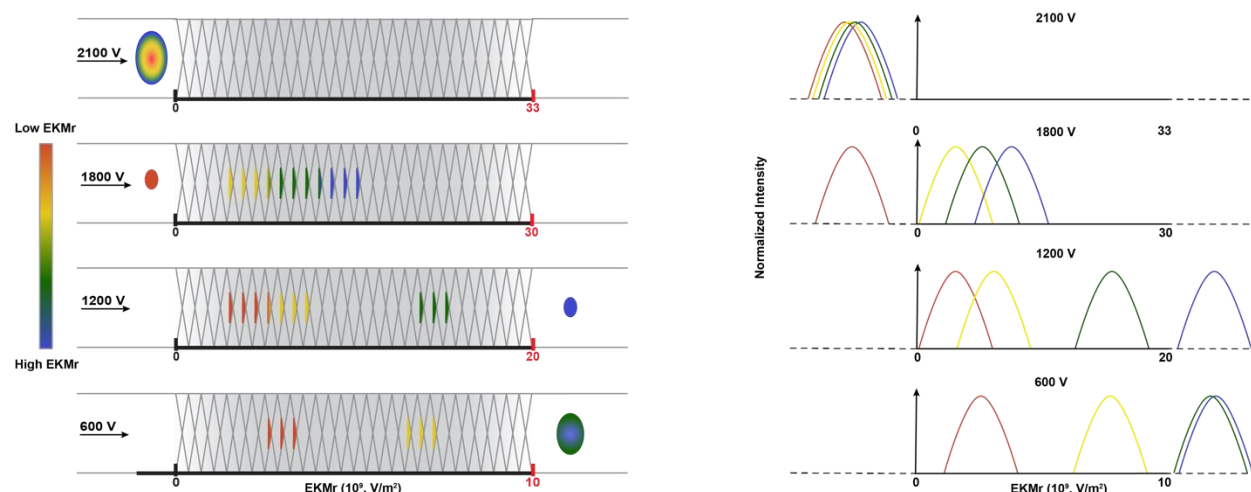 2100 V
0
33
Low EKMr
High EKMr
1800 V
0
30
1200 V
0
20
600 V
0
10
EKMr (10⁹, V/m²)
Normalized Intensity
2100 V
0
33
1800 V
0
30
1200 V
0
20
600 V
0
10
EKMr (10⁹, V/m²)